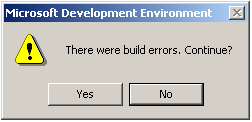 Microsoft Development Environment
There were build errors. Continue?
Yes No